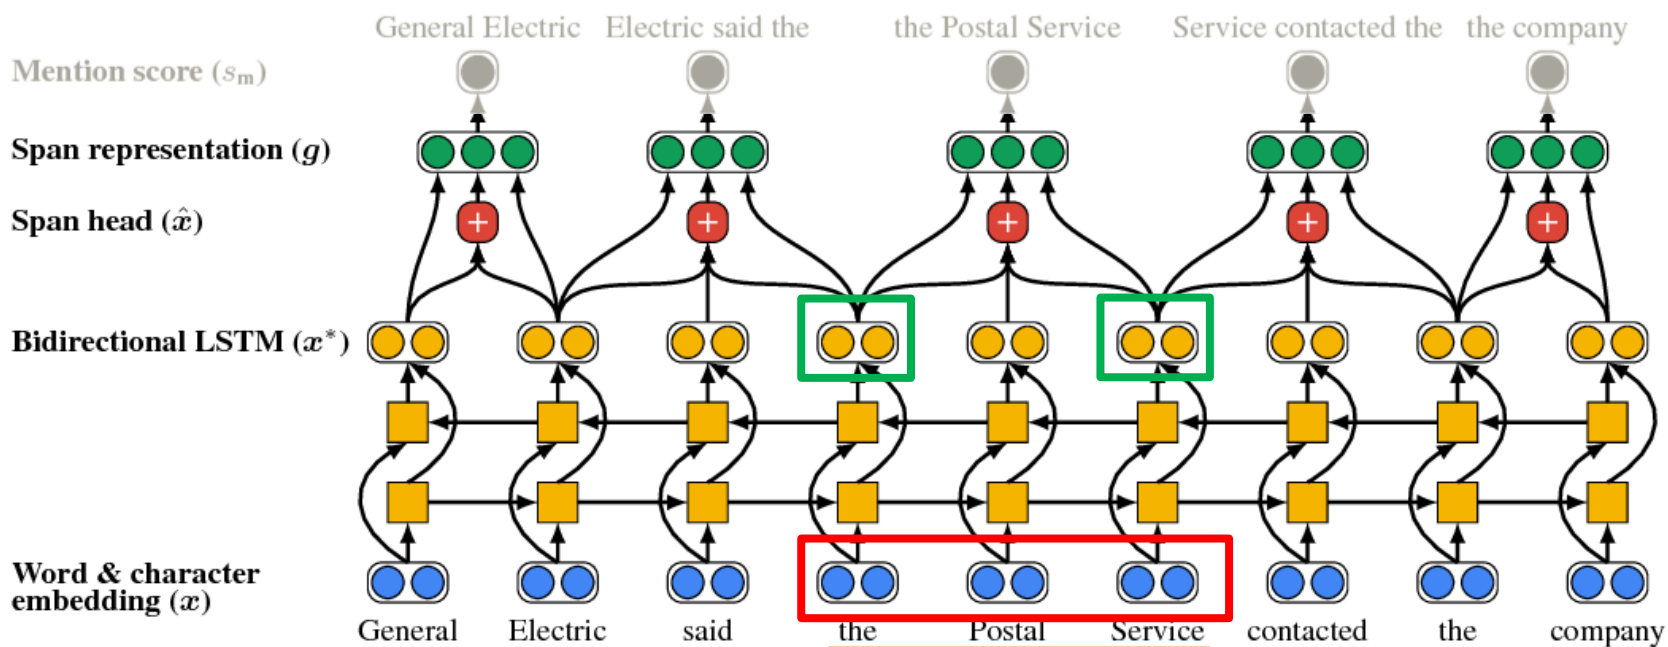 General Electric Electric said the the Postal Service Service contacted the the company
Mention score (sm)
Span representation (g)
Span head (x̂)
+ + + + +
Bidirectional LSTM (x*)
Word & character
embedding (x)
General Electric said the Postal Service contacted the company